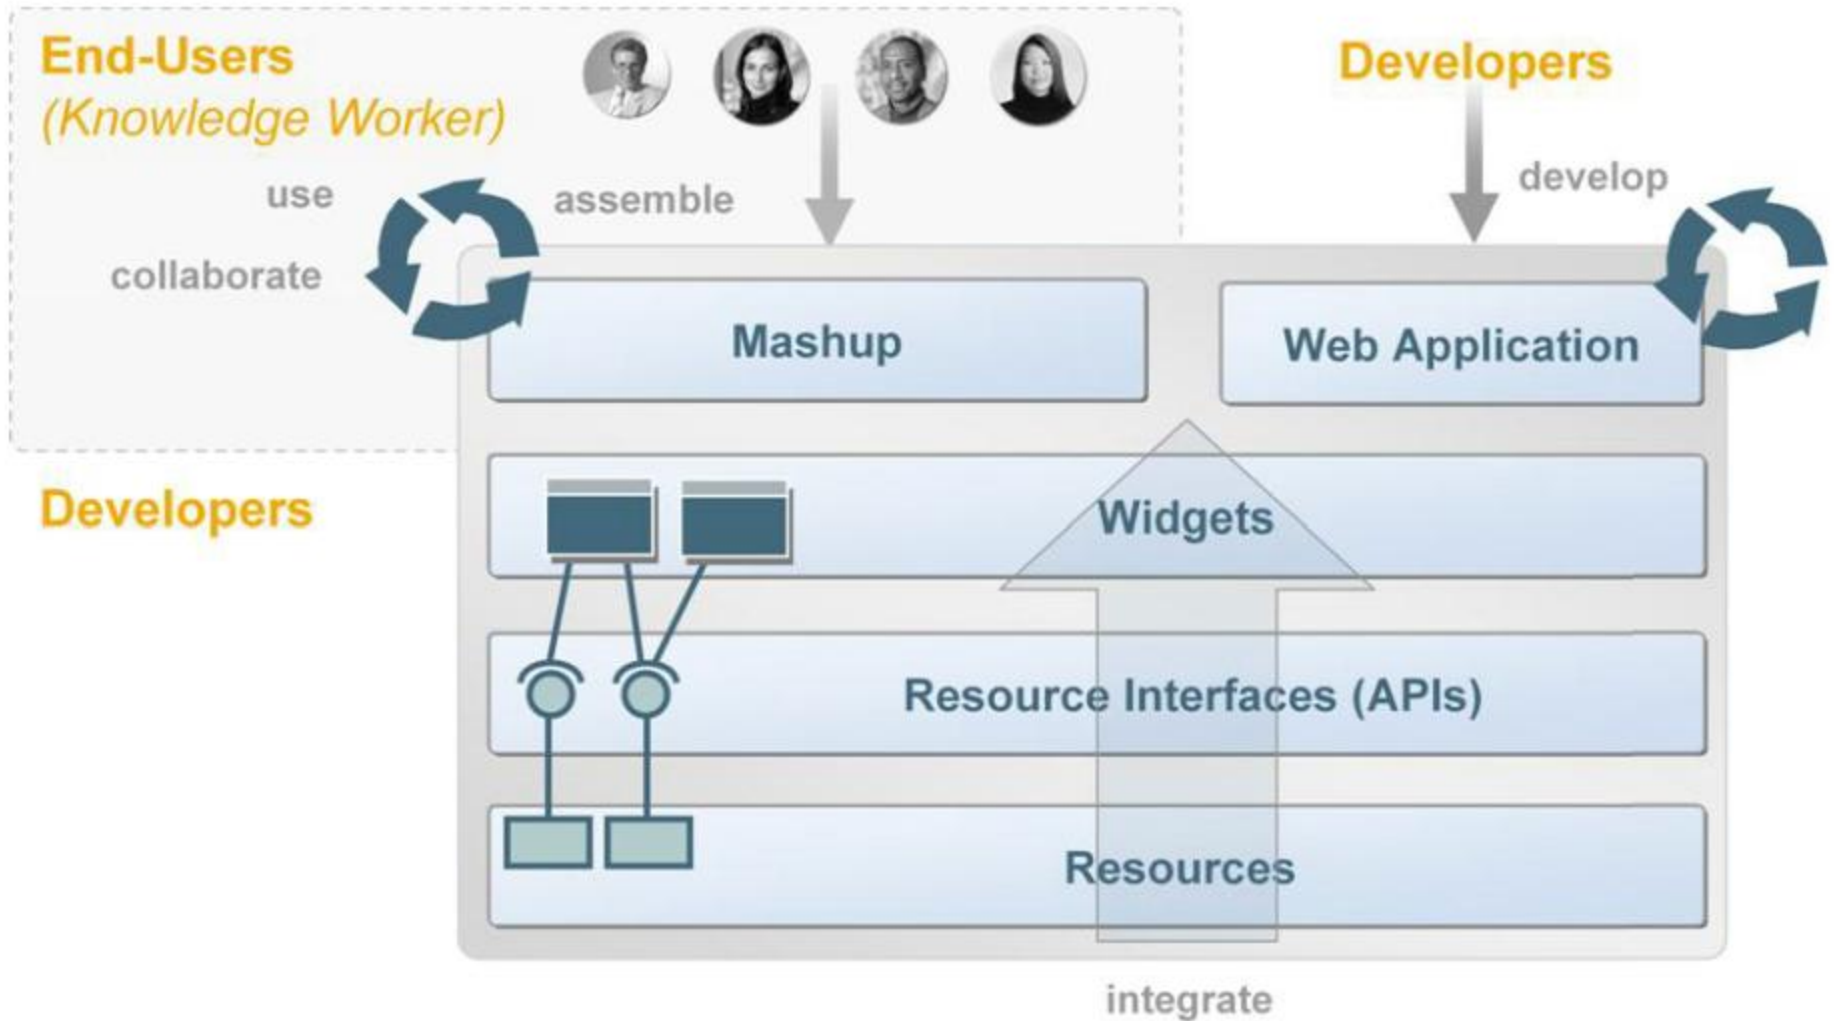 End-Users
(Knowledge Worker)
Developers
use
assemble
develop
collaborate
Mashup
Web Application
Developers
Widgets
Resource Interfaces (APIs)
Resources
integrate